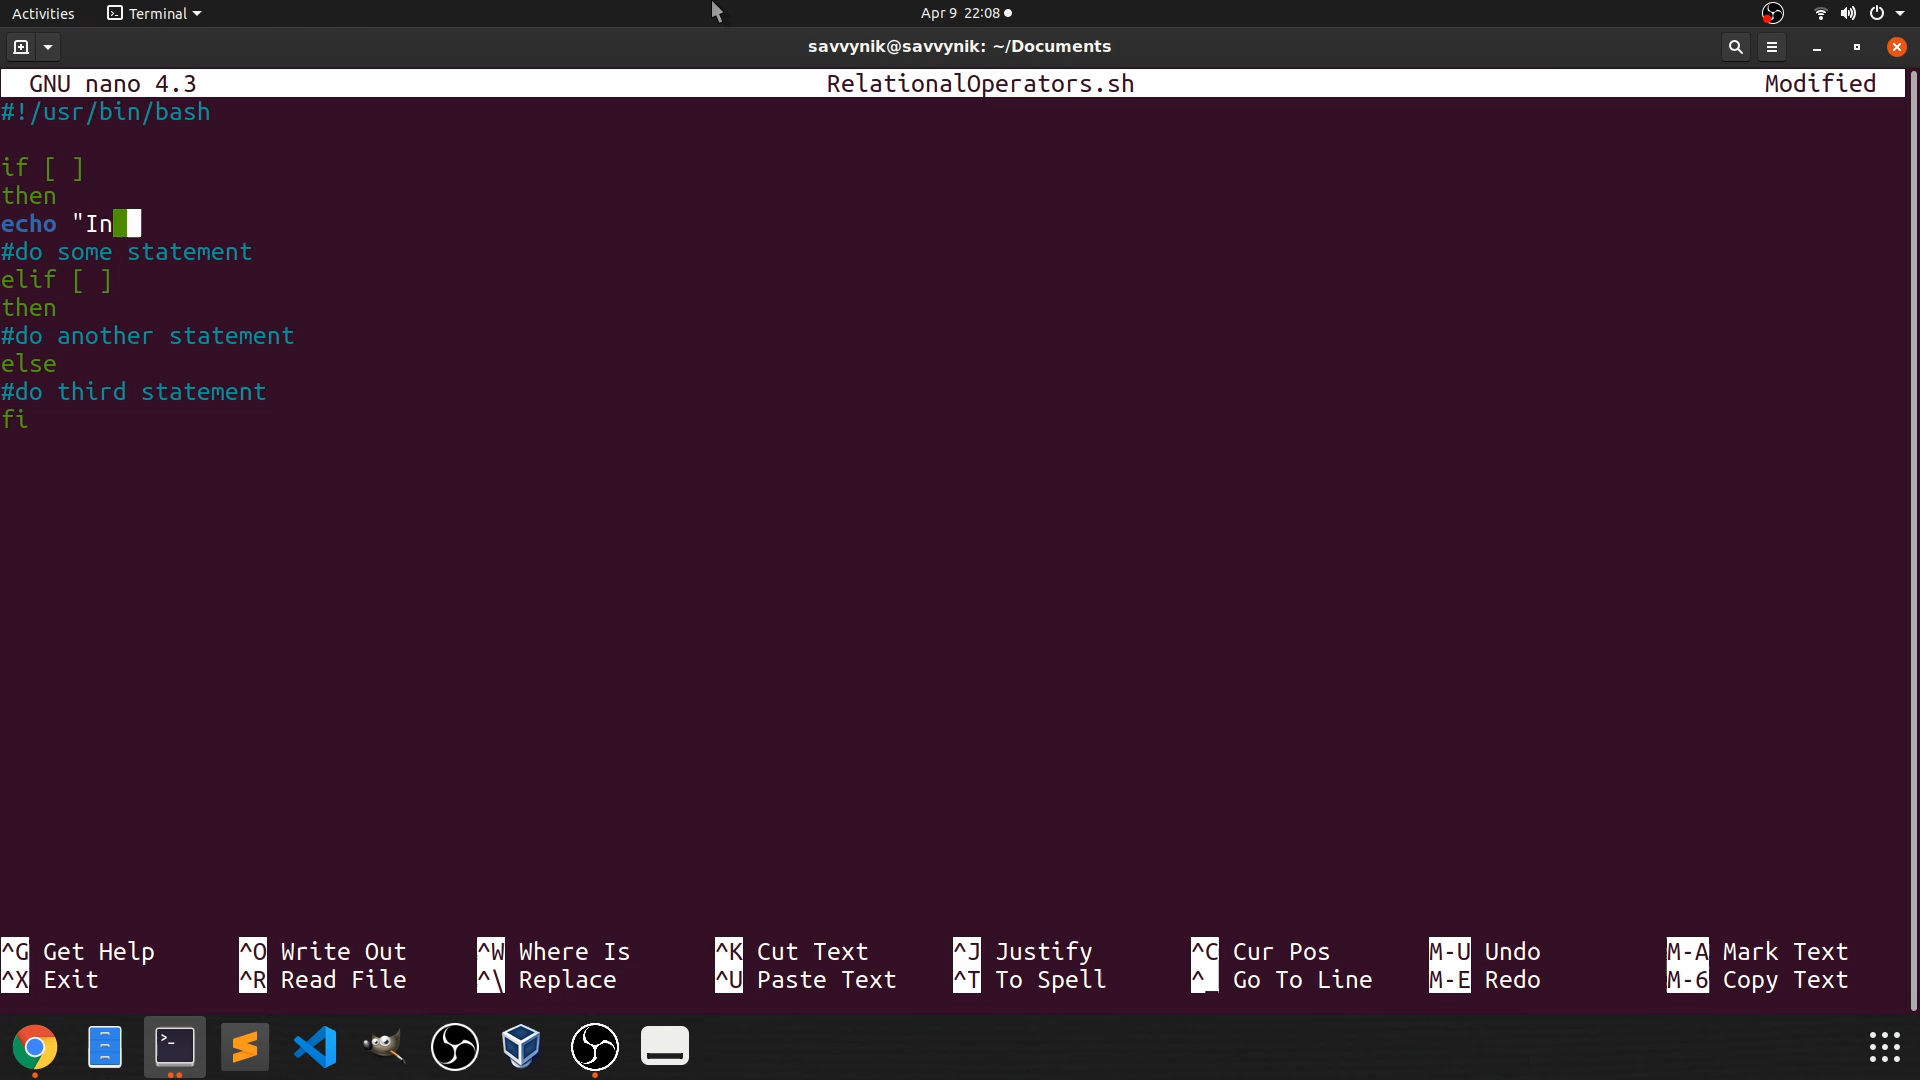 Activities Terminal Apr 9 22:08
savvynik@savvynik: ~/Documents
GNU nano 4.3 RelationalOperators.sh Modified
#!/usr/bin/bash
if [ ]
then
echo "In
#do some statement
elif [ ]
then
#do another statement
else
#do third statement
fi
^G Get Help ^O Write Out ^W Where Is ^K Cut Text ^J Justify ^C Cur Pos M-U Undo M-A Mark Text
^X Exit ^R Read File ^\ Replace ^U Paste Text ^T To Spell ^_ Go To Line M-E Redo M-6 Copy Text